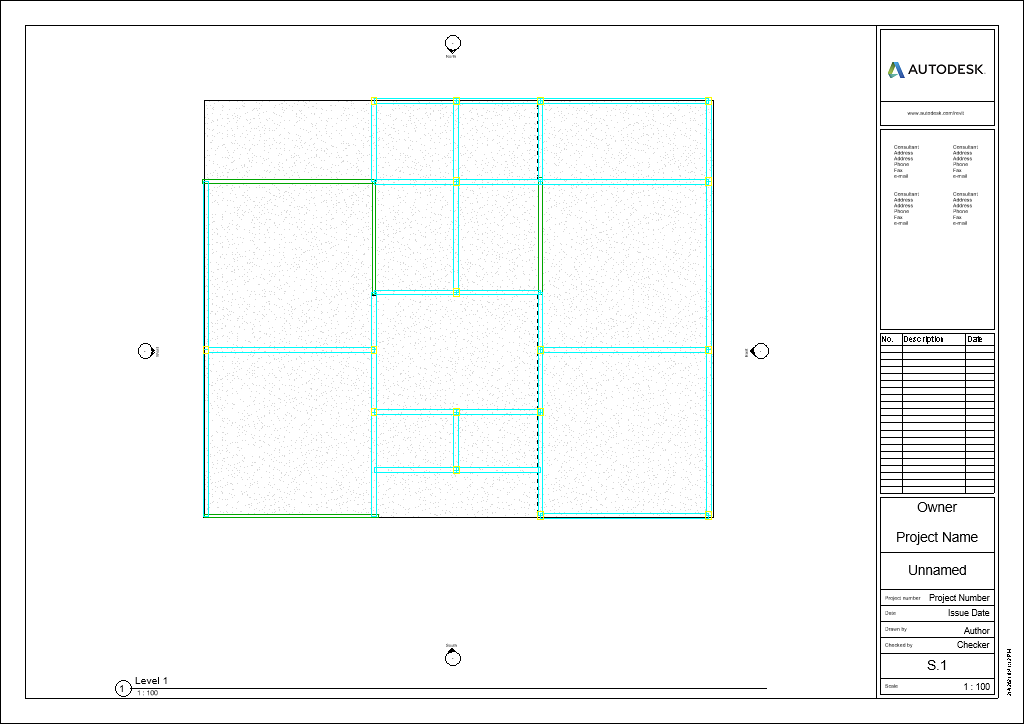 North
AUTODESK.
www.autodesk.com/revit
Consultant
Address
Address
Phone
Fax
e-mail
Consultant
Address
Address
Phone
Fax
e-mail
Consultant
Address
Address
Address
Phone
Fax
e-mail
Consultant
Address
Address
Phone
Fax
e-mail
No. Description Date
Owner
Project Name
Unnamed
Project number Project Number
Date Issue Date
Drawn by Author
Checked by Checker
S.1
Scale 1 : 100
South
1 Level 1
1 : 100